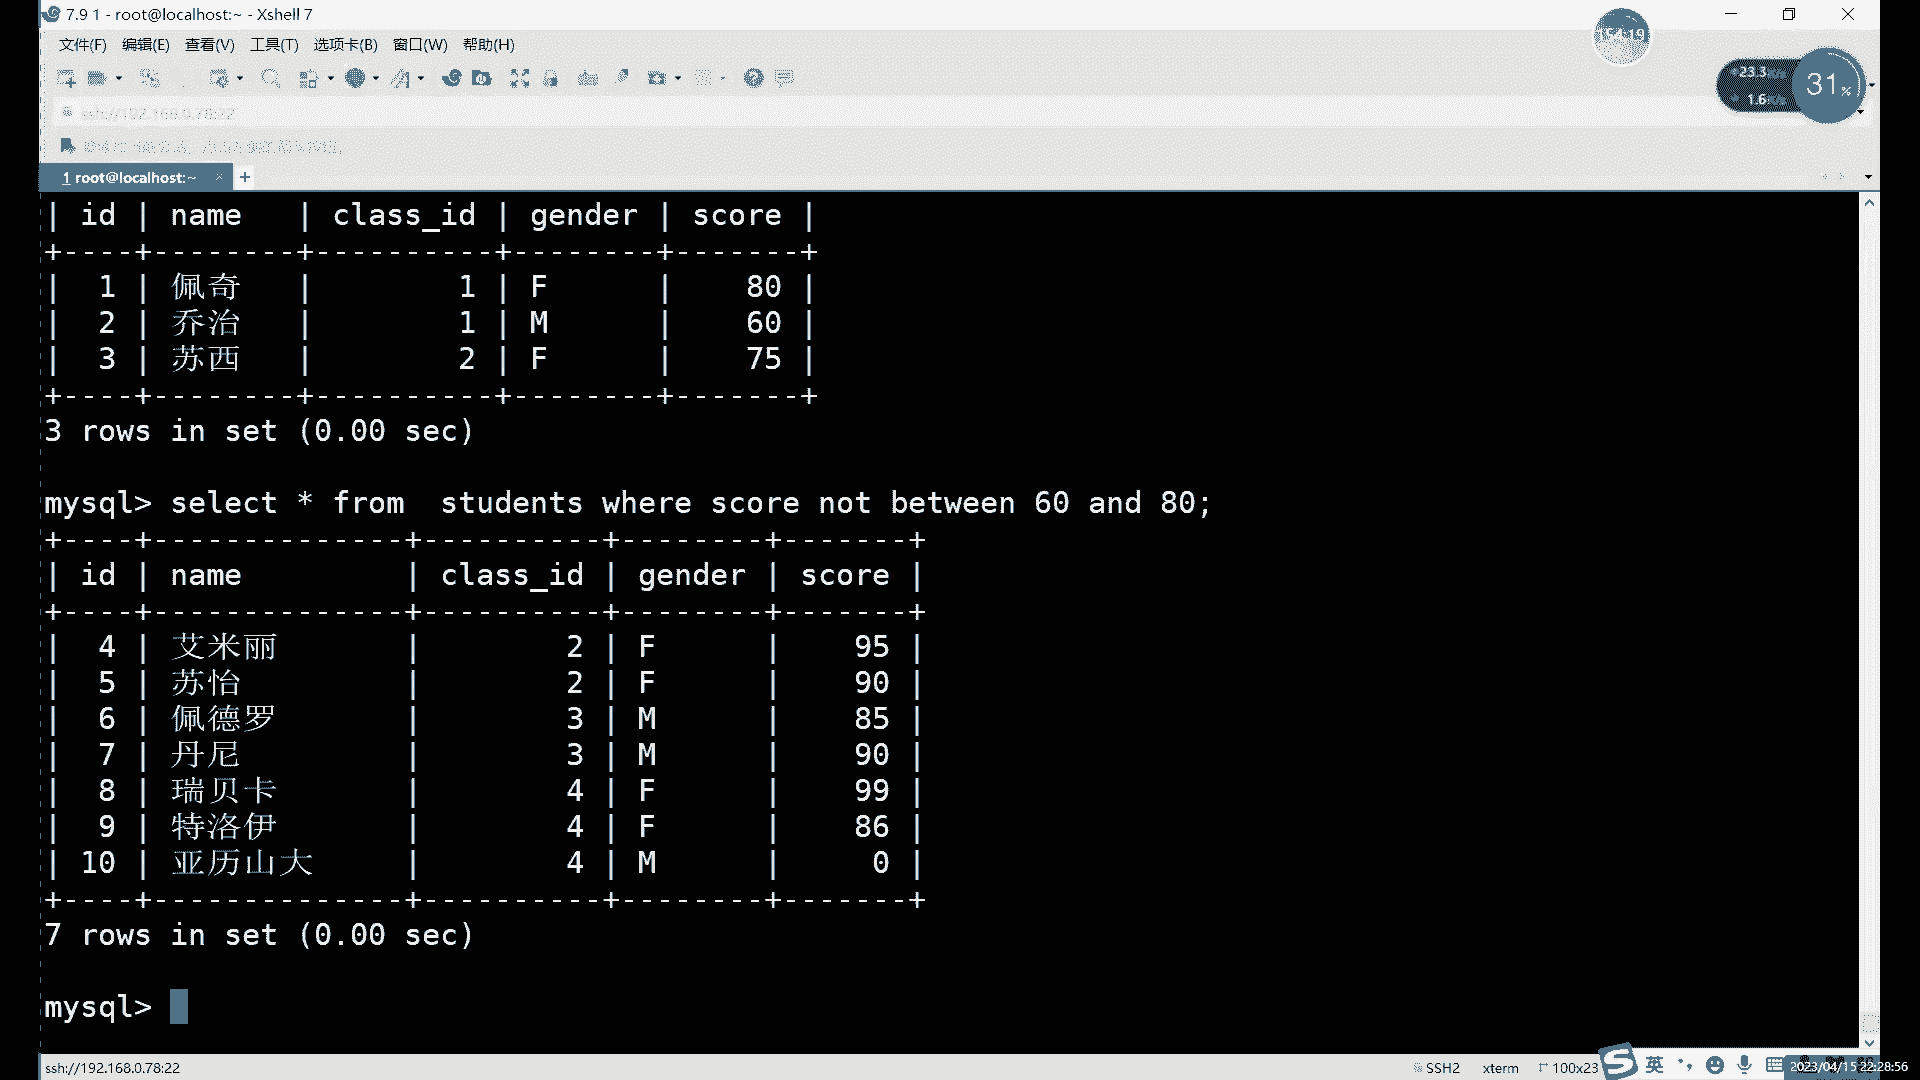 7.9 1 - root@localhost:~ - Xshell 7
文件(F) 编辑(E) 查看(V) 工具(T) 选项卡(B) 窗口(W) 帮助(H)
23.3K/s
1.6K/s
31%
ssh://192.168.0.78:22
1 root@localhost:~ × +
| id | name   | class_id | gender | score |
+----+--------+----------+--------+-------+
|  1 | 佩奇   |        1 | F      |    80 |
|  2 | 乔治   |        1 | M      |    60 |
|  3 | 苏西   |        2 | F      |    75 |
+----+--------+----------+--------+-------+
3 rows in set (0.00 sec)
mysql> select * from  students where score not between 60 and 80;
+----+--------------+----------+--------+-------+
| id | name         | class_id | gender | score |
+----+--------------+----------+--------+-------+
|  4 | 艾米丽       |        2 | F      |    95 |
|  5 | 苏怡         |        2 | F      |    90 |
|  6 | 佩德罗       |        3 | M      |    85 |
|  7 | 丹尼         |        3 | M      |    90 |
|  8 | 瑞贝卡       |        4 | F      |    99 |
|  9 | 特洛伊       |        4 | F      |    86 |
| 10 | 亚历山大     |        4 | M      |     0 |
+----+--------------+----------+--------+-------+
7 rows in set (0.00 sec)
mysql>
ssh://192.168.0.78:22 SSH2 xterm 100x23 英 2023/04/15 22:28:56